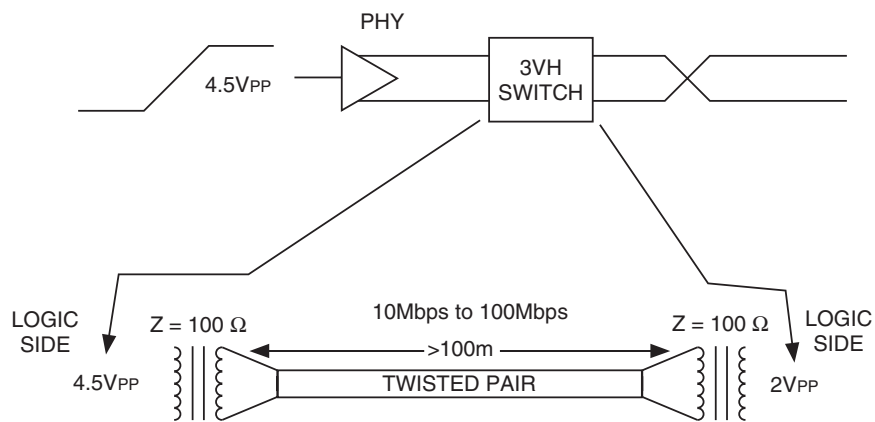 PHY
4.5VPP
3VH
SWITCH
10Mbps to 100Mbps
LOGIC
SIDE
Z = 100 Ω
Z = 100 Ω
LOGIC
SIDE
>100m
4.5VPP
TWISTED PAIR
2VPP